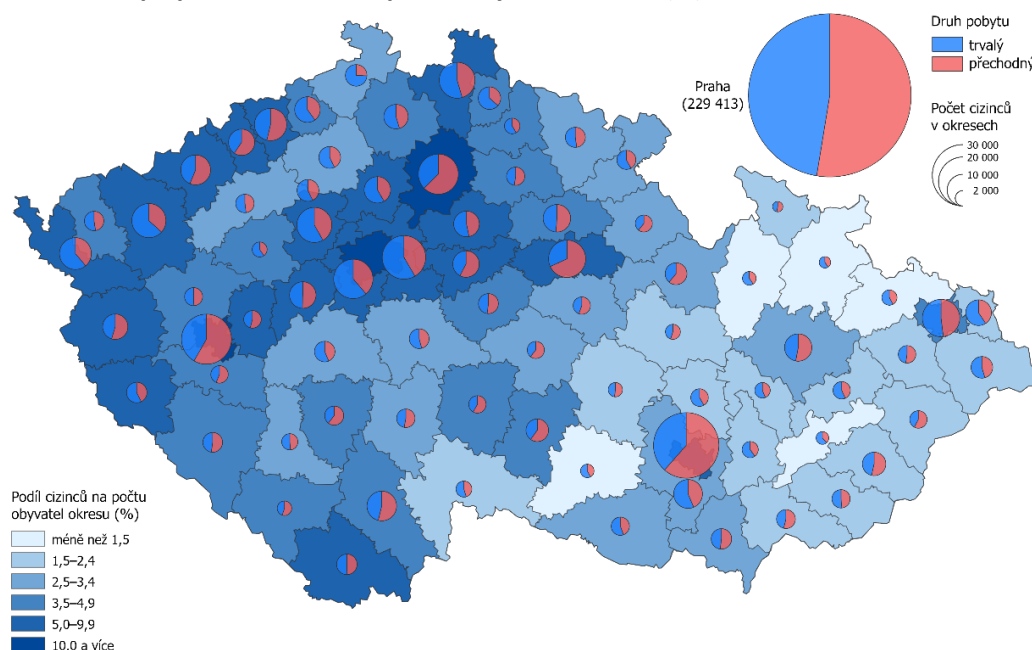 Druh pobytu
trvalý
přechodný
Praha
(229 413)
Počet cizinců
v okresech
30 000
20 000
10 000
2 000
Podíl cizinců na počtu
obyvatel okresu (%)
méně než 1,5
1,5–2,4
2,5–3,4
3,5–4,9
5,0–9,9
10,0 a více